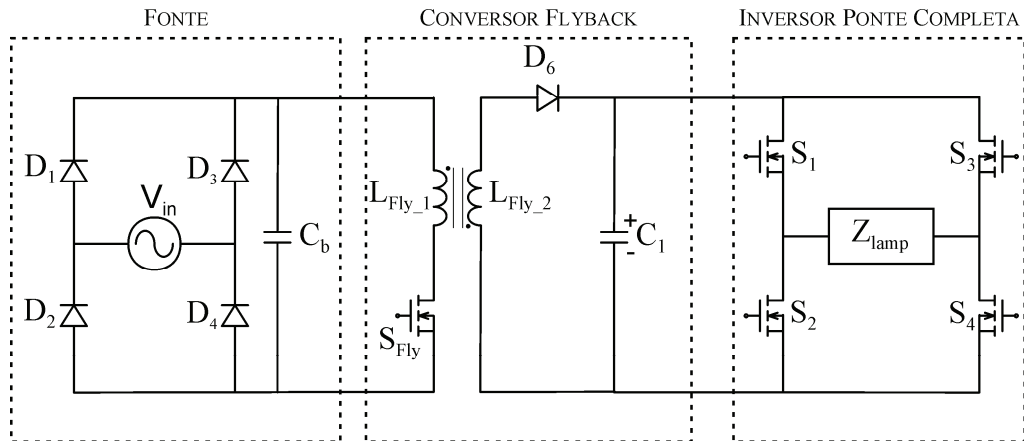 FONTE
CONVERSOR FLYBACK
INVERSOR PONTE COMPLETA
D6
D1
D3
Vin
Cb
LFly_1
LFly_2
+
C1
-
S1
S3
Zlamp
D2
D4
SFly
S2
S4